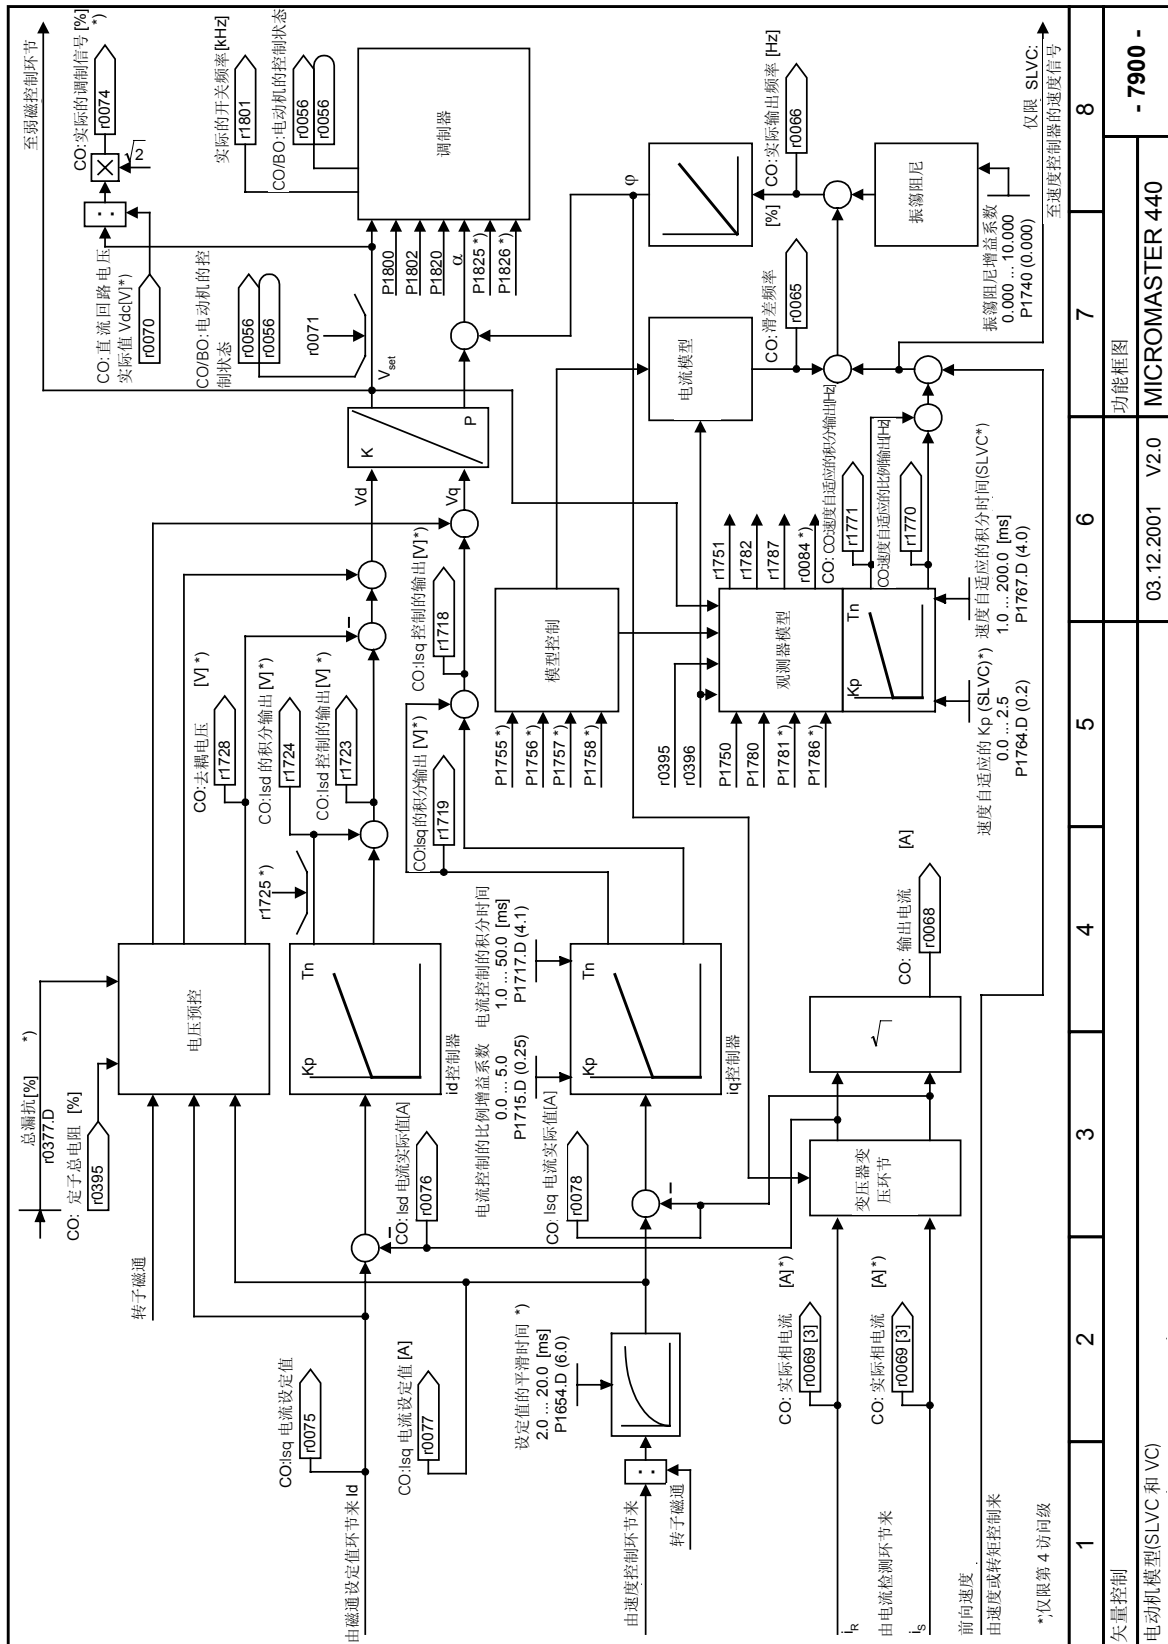 总漏抗[%] *)
r0377.D
CO: 定子总电阻 [%]
r0395
转子磁通
电压预控
r1725 *)
CO:去耦电压 [V] *)
r1728
CO:Isd 的积分输出 [V] *)
r1724
CO:Isd 控制的输出[V] *)
r1723
CO:Isq 电流设定值
r0075
由磁通设定值环节来 Id
CO:Isq 电流设定值 [A]
r0077
CO: Isd 电流实际值[A]
r0076
Kp
Tn
id控制器
电流控制的比例增益系数
0.0 ... 5.0
P1715.D (0.25)
电流控制的积分时间
1.0 ... 50.0 [ms]
P1717.D (4.1)
CO:Isq 的积分输出 [V]*)
r1719
CO:Isq 控制的输出 [V]*)
r1718
Vd
Vq
K
P
Vset
至弱磁控制环节
CO:实际的调制信号 [%]
*)
r0074
√2
CO:直流回路电压
实际值 Vdc[V]*)
r0070
CO/BO:电动机的控
制状态
r0056
r0056
r0071
实际的开关频率[kHz]
r1801
CO/BO:电动机的控制状态
r0056
r0056
调制器
P1800
P1802
P1820
α
P1825 *)
P1826 *)
设定值的平滑时间 *)
2.0 ... 20.0 [ms]
P1654.D (6.0)
由速度控制环节来
转子磁通
CO: Isq 电流实际值[A]
r0078
Kp
Tn
iq控制器
P1755 *)
P1756 *)
P1757 *)
P1758 *)
模型控制
r0395
r0396
P1750
P1780
P1781 *)
P1786 *)
观测器模型
r1751
r1782
r1787
r0084 *)
Kp
Tn
CO: CO:速度自适应的积分输出[Hz]
r1771
CO:速度自适应的比例输出[Hz]
r1770
速度自适应的 Kp (SLVC)*)
0.0 ... 2.5
P1764.D (0.2)
速度自适应的积分时间(SLVC*)
1.0 ... 200.0 [ms]
P1767.D (4.0)
电流模型
CO:滑差频率
r0065
φ
[%]
CO: 实际输出频率 [Hz]
r0066
振荡阻尼
振荡阻尼增益系数
0.000 ... 10.000
P1740 (0.000)
仅限 SLVC:
至速度控制器的速度信号
CO: 实际相电流 [A] *)
r0069 [3]
CO: 实际相电流 [A] *)
r0069 [3]
iR
由电流检测环节来
iS
变压器变
压环节
√
CO: 输出电流 [A]
r0068
前向速度
由速度或转矩控制来
*)仅限第 4 访问级
1 2 3 4 5 6 7 8
矢量控制
电动机模型(SLVC 和 VC)
03.12.2001 V2.0
功能框图
MICROMASTER 440
- 7900 -